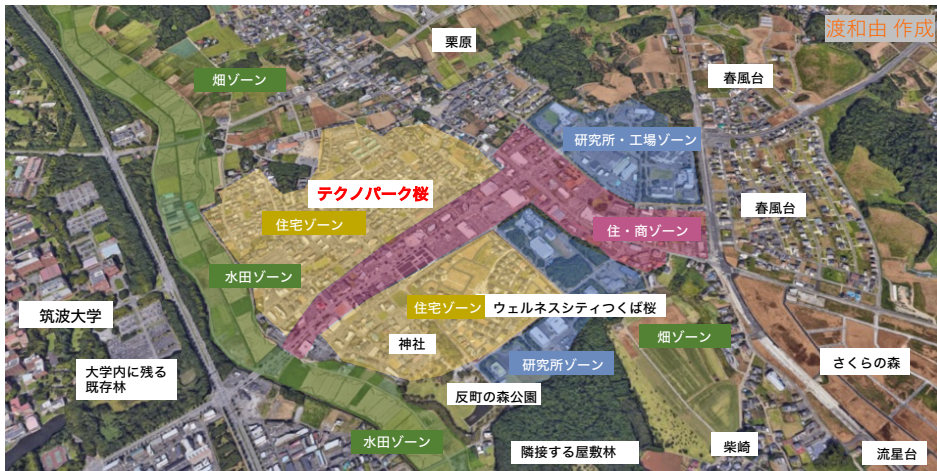 渡和由 作成
栗原
畑ゾーン
春風台
研究所・工場ゾーン
テクノパーク桜
住宅ゾーン
春風台
住・商ゾーン
水田ゾーン
筑波大学
住宅ゾーン
ウェルネスシティつくば桜
神社
畑ゾーン
大学内に残る
既存林
研究所ゾーン
さくらの森
反町の森公園
水田ゾーン
隣接する屋敷林
柴崎
流星台